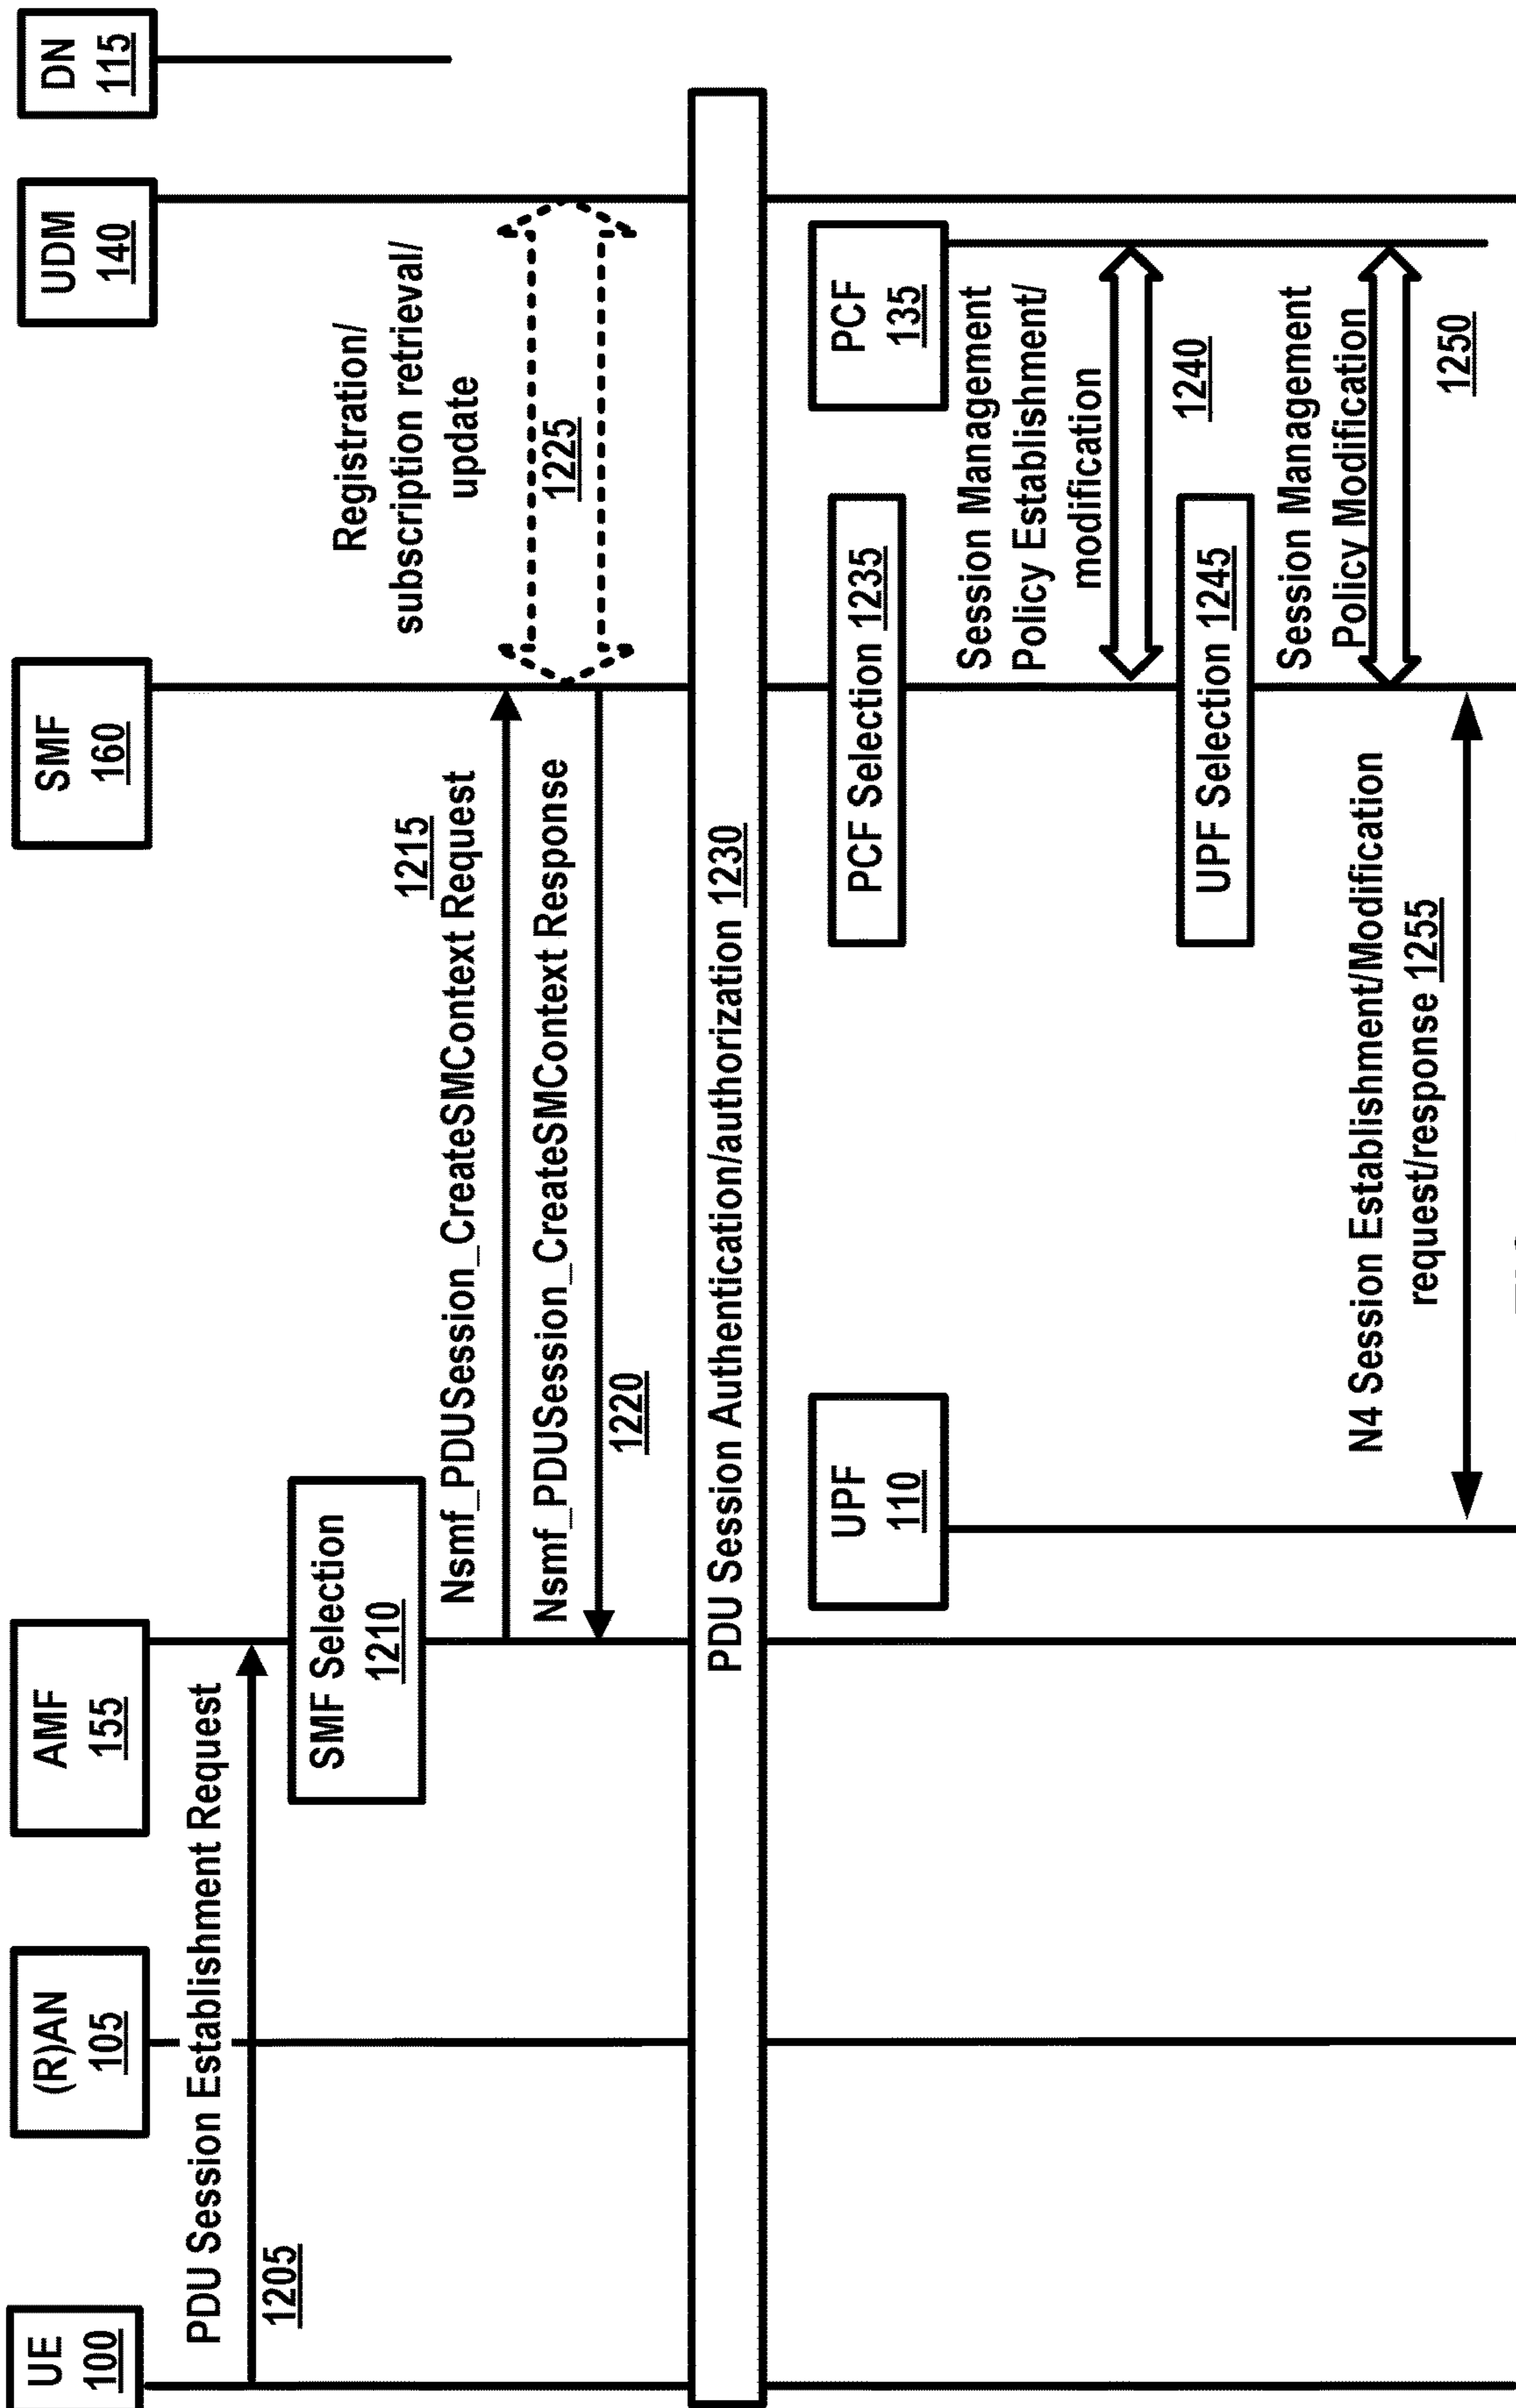 UE
100
(R)AN
105
AMF
155
SMF
160
UDM
140
DN
115
PDU Session Establishment Request
1205
SMF Selection
1210
1215
Nsmf_PDUSession_CreateSMContext Request
Nsmf_PDUSession_CreateSMContext Response
1220
Registration/
subscription retrieval/
update
1225
PDU Session Authentication/authorization 1230
UPF
110
PCF
135
PCF Selection 1235
Session Management
Policy Establishment/
modification
1240
UPF Selection 1245
Session Management
Policy Modification
1250
N4 Session Establishment/Modification
request/response 1255